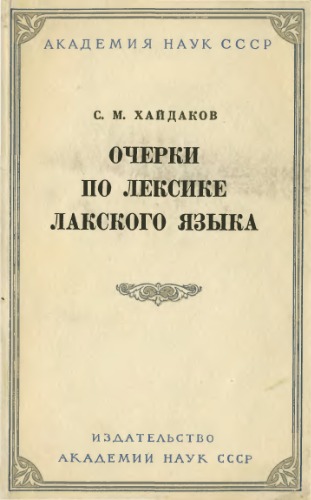 АКАДЕМИЯ НАУК СССР
С. М. ХАЙДАКОВ
ОЧЕРКИ
ПО ЛЕКСИКЕ
ЛАКСКОГО ЯЗЫКА
ИЗДАТЕЛЬСТВО
АКАДЕМИИ НАУК СССР